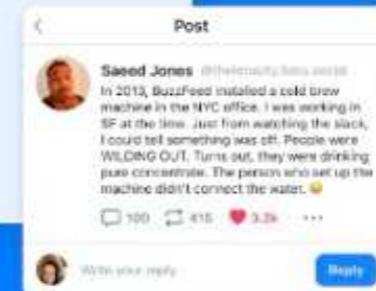 Post
Saeed Jones
In 2013, BuzzFeed installed a cold brew
machine in the NYC office. I was working in
SF at the time. Just from watching the slack,
I could tell something was off. People were
WILDING OUT. Turns out, they were drinking
pure concentrate. The person who set up the
machine didn't connect the water. 😂
100 415 3.2k
Write your reply
Reply